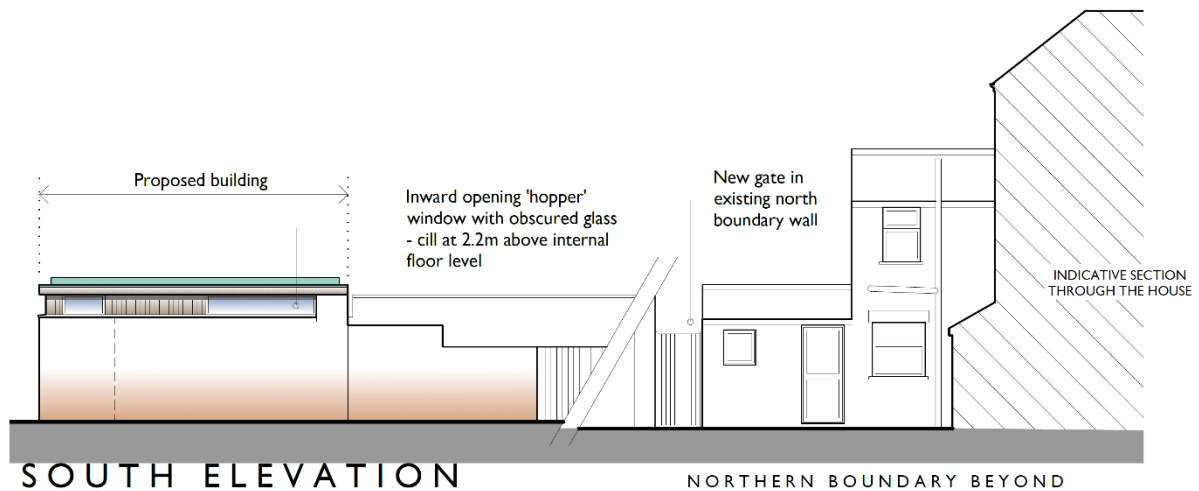 Proposed building
Inward opening 'hopper'
window with obscured glass
- cill at 2.2m above internal
floor level
New gate in
existing north
boundary wall
INDICATIVE SECTION
THROUGH THE HOUSE
SOUTH ELEVATION
NORTHERN BOUNDARY BEYOND